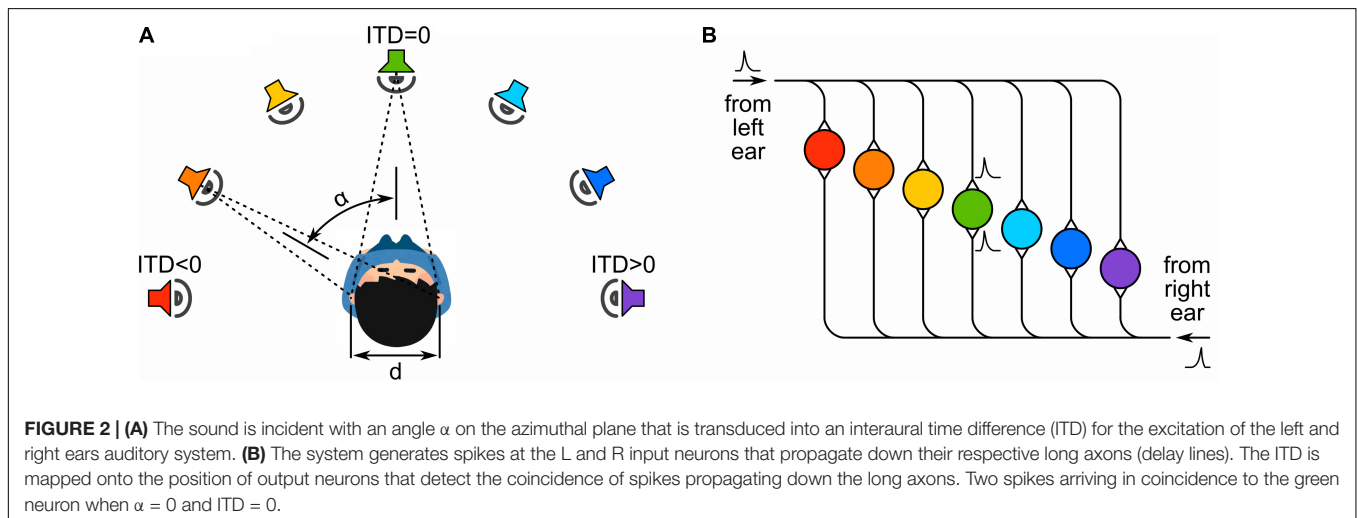 A
ITD=0
α
ITD<0
ITD>0
d
B
from
left
ear
from
right
ear
FIGURE 2 | (A) The sound is incident with an angle α on the azimuthal plane that is transduced into an interaural time difference (ITD) for the excitation of the left and
right ears auditory system. (B) The system generates spikes at the L and R input neurons that propagate down their respective long axons (delay lines). The ITD is
mapped onto the position of output neurons that detect the coincidence of spikes propagating down the long axons. Two spikes arriving in coincidence to the green
neuron when α = 0 and ITD = 0.